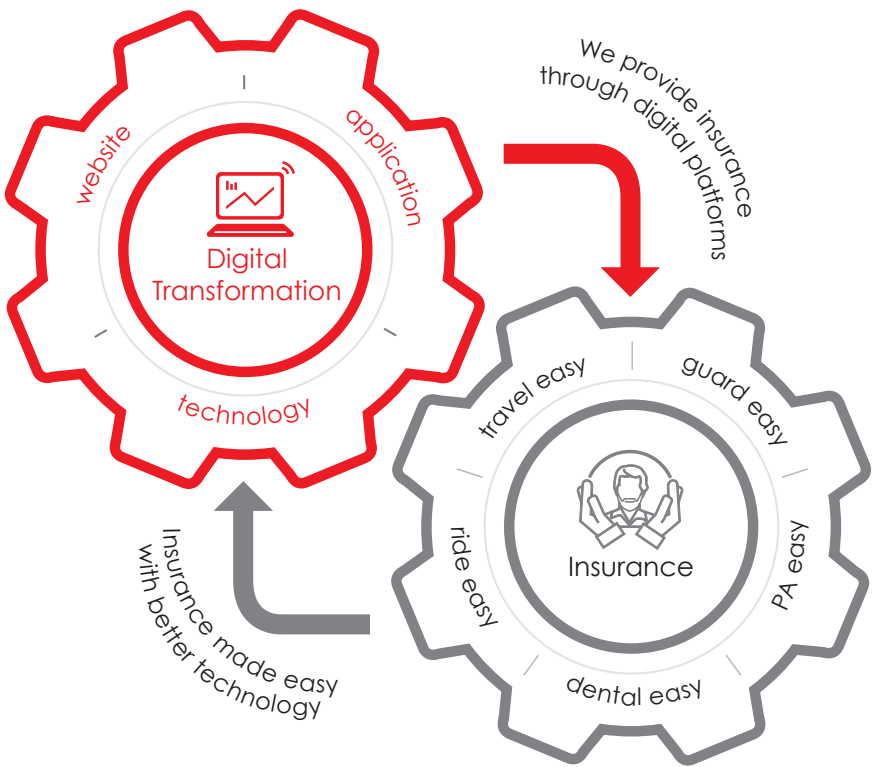 website
application
technology
Digital
Transformation
We provide insurance
through digital platforms
travel easy
guard easy
PA easy
dental easy
ride easy
Insurance
Insurance made easy
with better technology